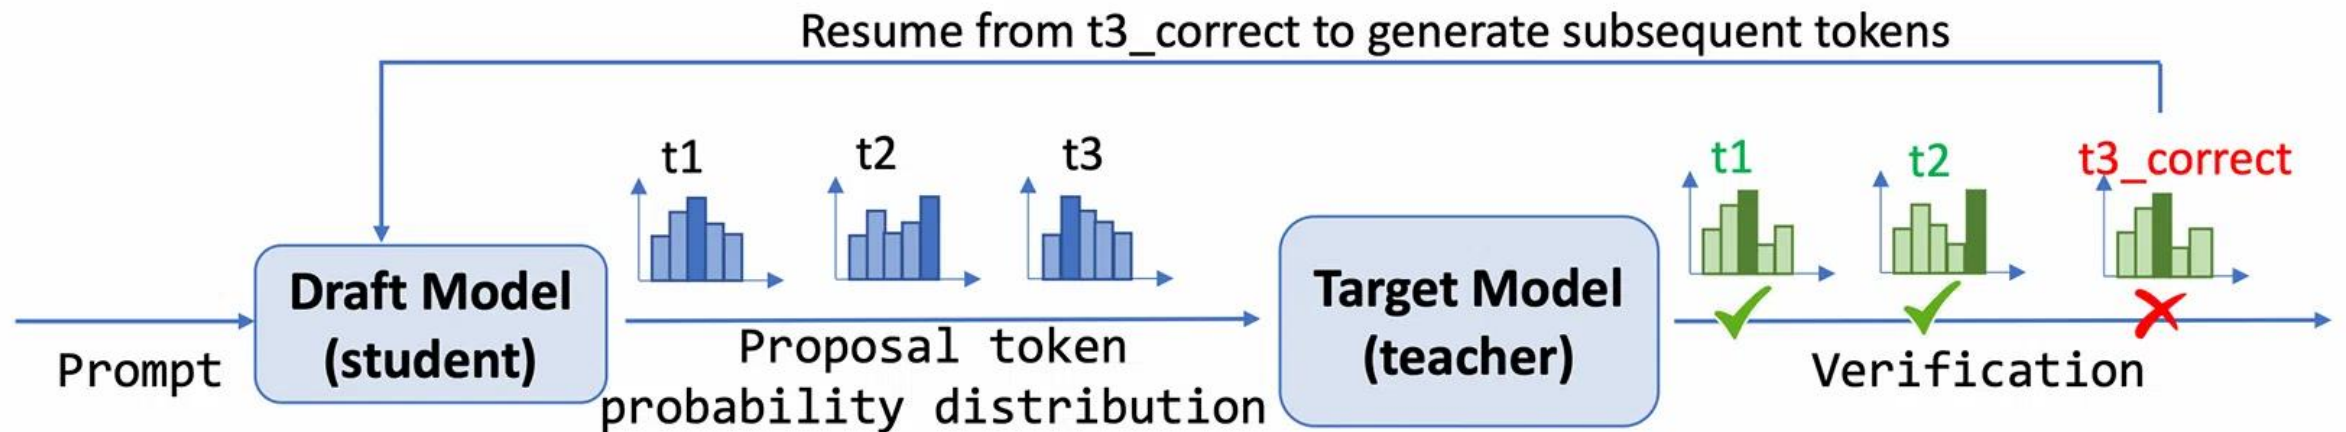 Resume from t3_correct to generate subsequent tokens
t1
t2
t3
t1
t2
t3_correct
Draft Model
(student)
Target Model
(teacher)
Prompt
Proposal token
probability distribution
Verification